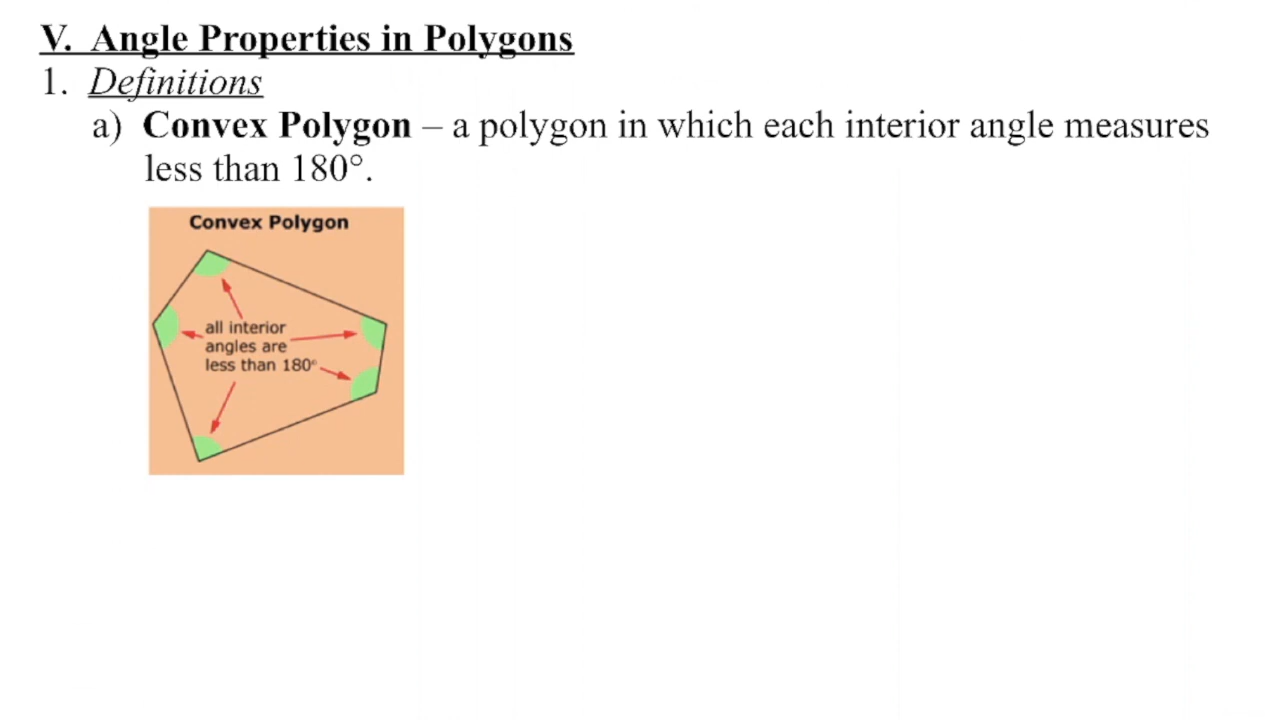 V. Angle Properties in Polygons
1. Definitions
a) Convex Polygon – a polygon in which each interior angle measures
less than 180°.
Convex Polygon
all interior
angles are
less than 180°